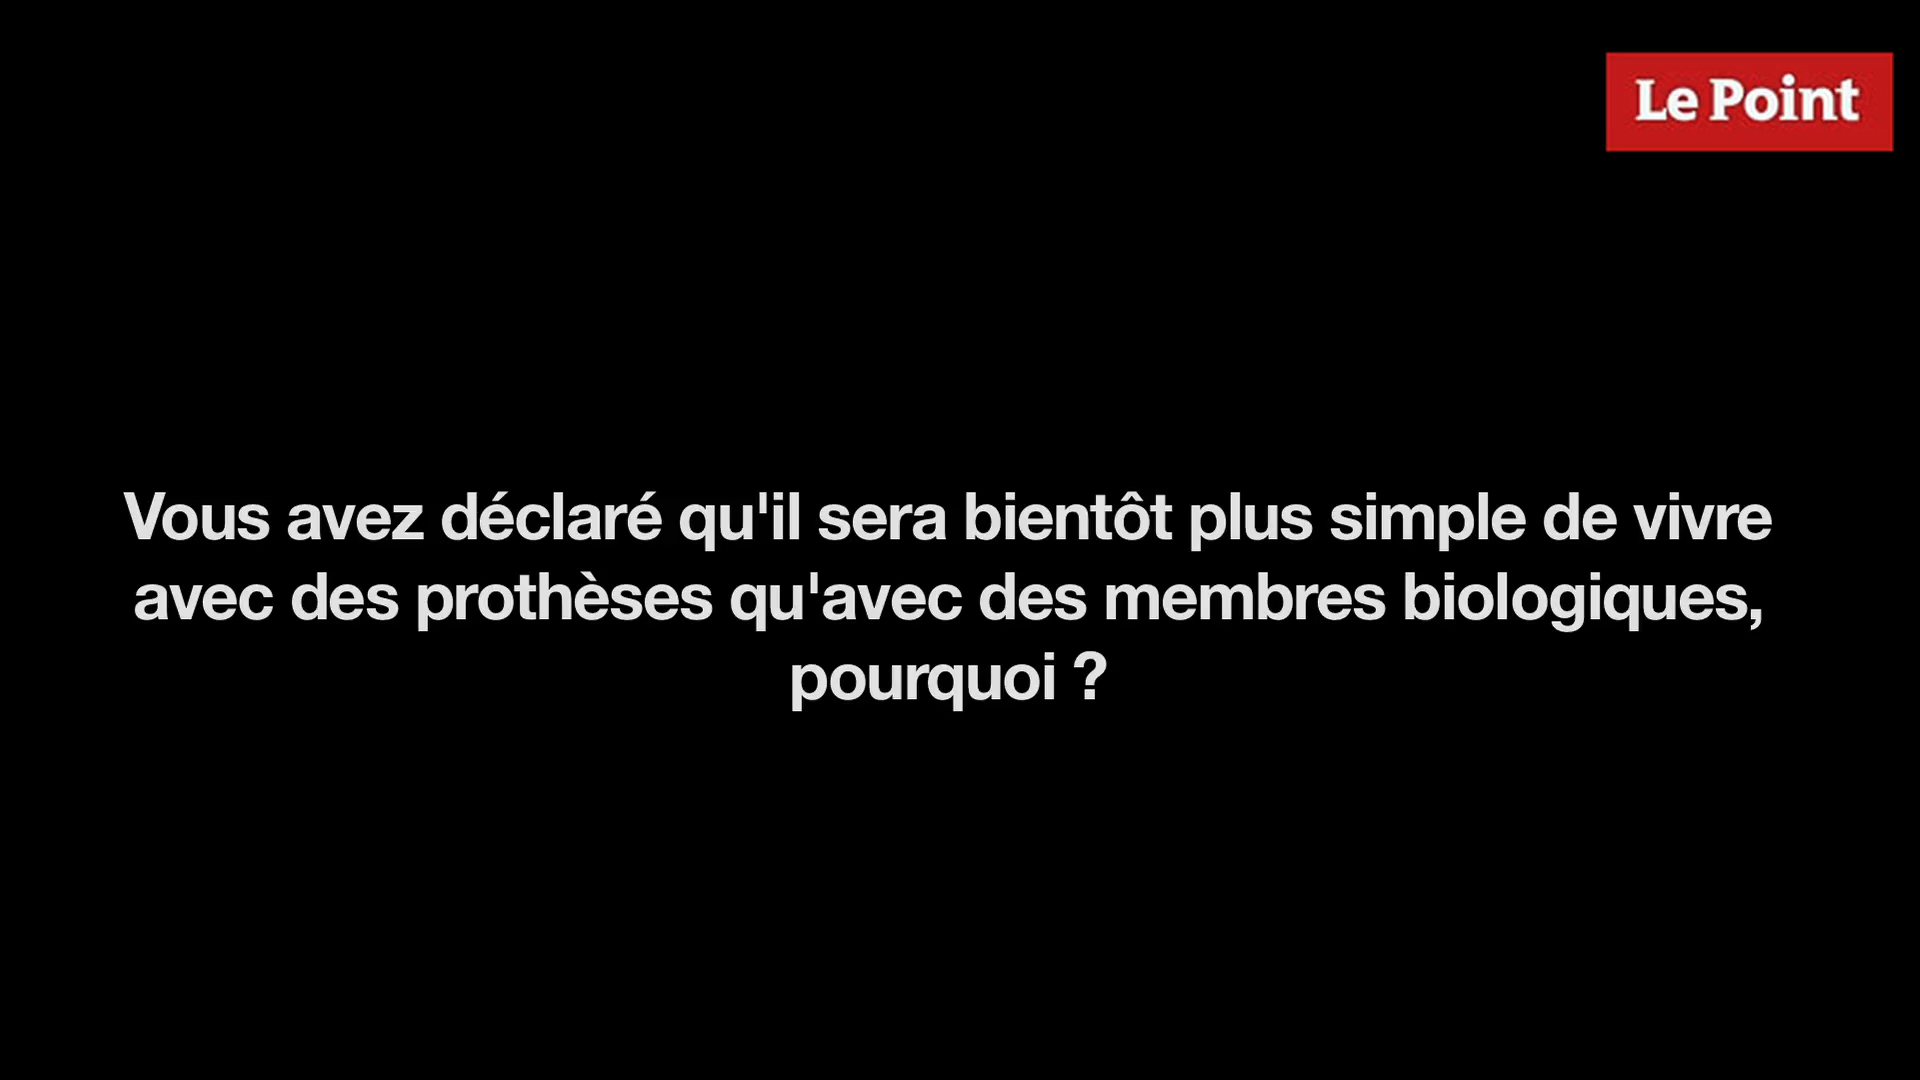 Le Point
Vous avez déclaré qu'il sera bientôt plus simple de vivre
avec des prothèses qu'avec des membres biologiques,
pourquoi ?